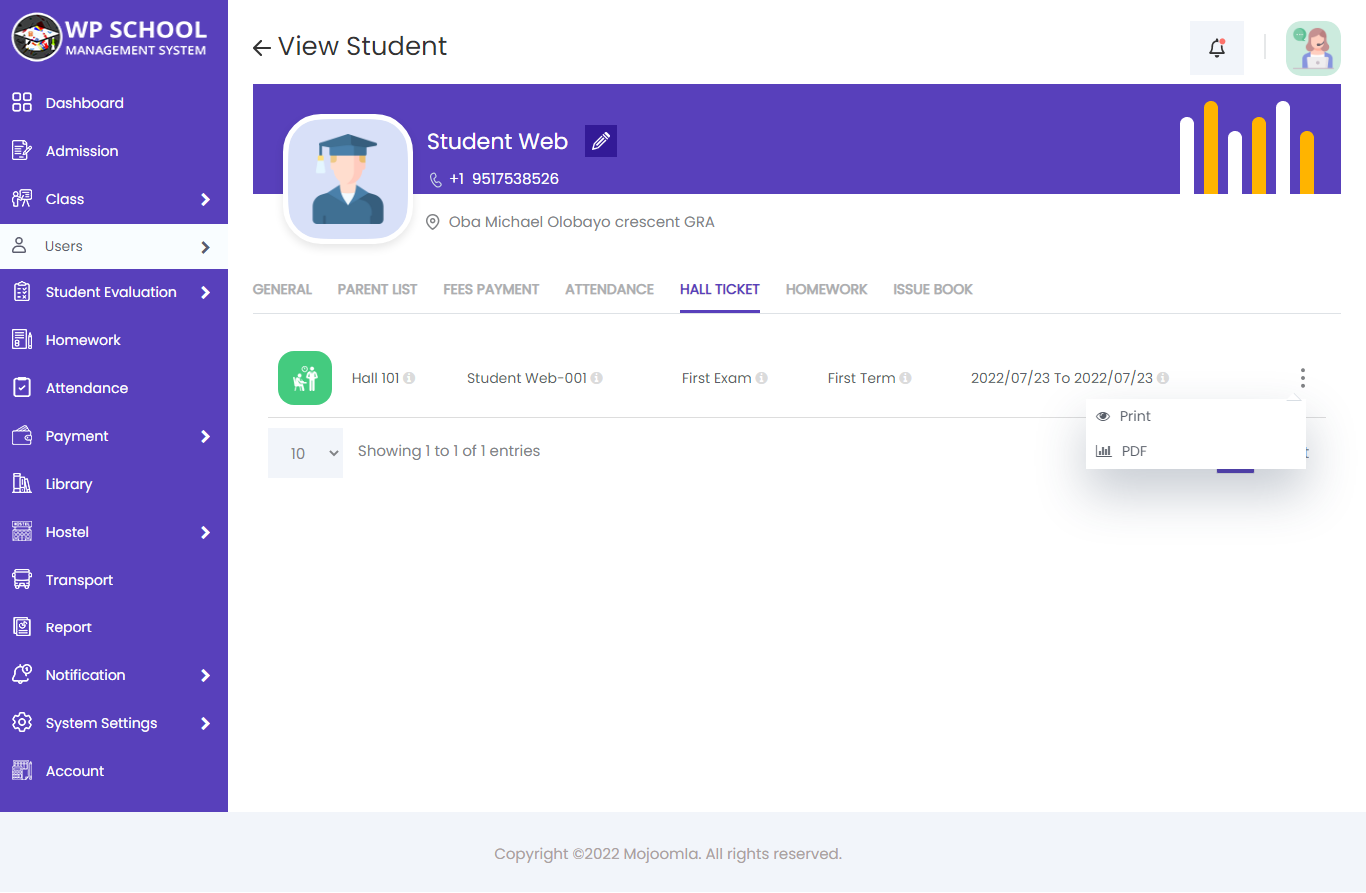 WP SCHOOL
MANAGEMENT SYSTEM
Dashboard
Admission
Class
Users
Student Evaluation
Homework
Attendance
Payment
Library
Hostel
Transport
Report
Notification
System Settings
Account
View Student
Student Web
+1 9517538526
Oba Michael Olobayo crescent GRA
GENERAL PARENT LIST FEES PAYMENT ATTENDANCE HALL TICKET HOMEWORK ISSUE BOOK
Hall 101 Student Web-001 First Exam First Term 2022/07/23 To 2022/07/23
Print
PDF
10 Showing 1 to 1 of 1 entries
Copyright ©2022 Mojoomla. All rights reserved.